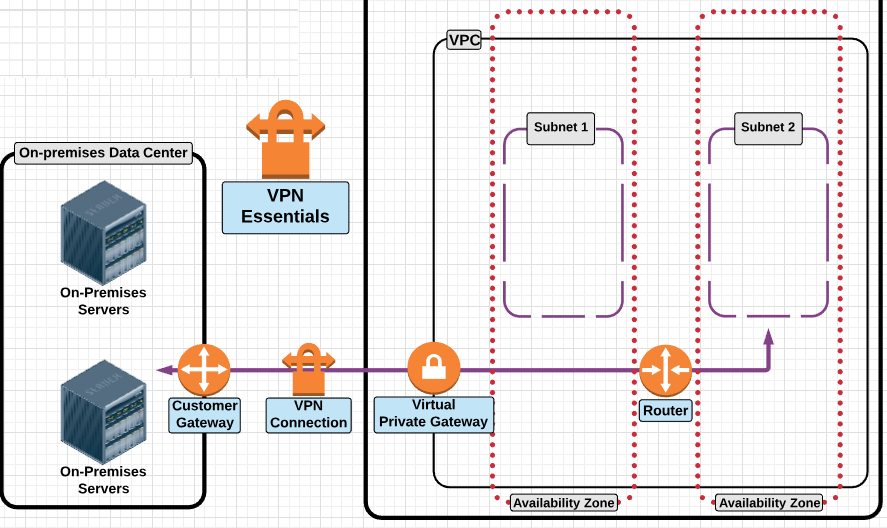 VPC
Subnet 1
Subnet 2
On-premises Data Center
VPN
Essentials
On-Premises
Servers
Customer
Gateway
VPN
Connection
Virtual
Private Gateway
Router
On-Premises
Servers
Availability Zone
Availability Zone